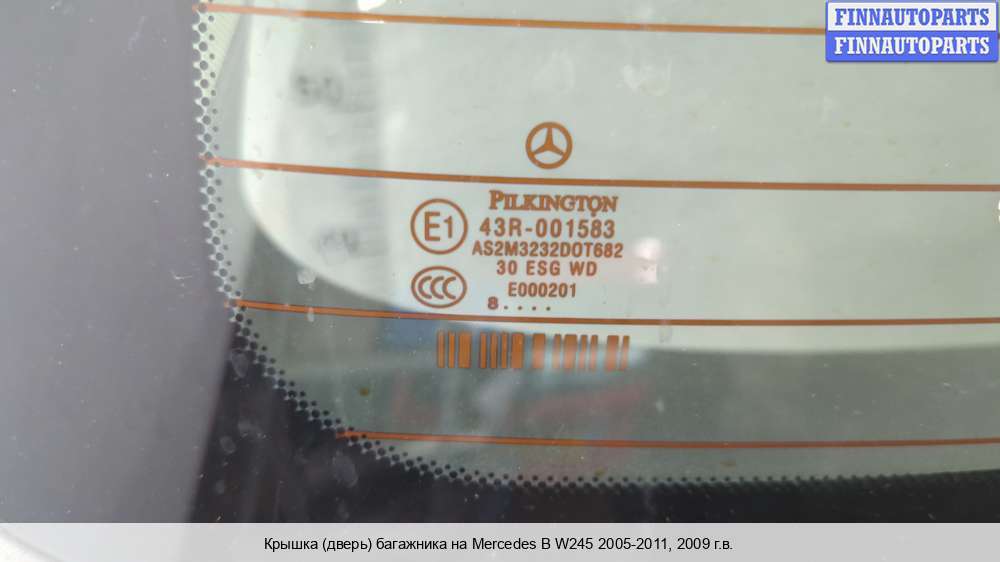 FINNAUTOPARTS
FINNAUTOPARTS
PILKINGTON
E1
43R-001583
AS2M3232DOT682
30 ESG WD
CCC
E000201
8....
Крышка (дверь) багажника на Mercedes B W245 2005-2011, 2009 г.в.